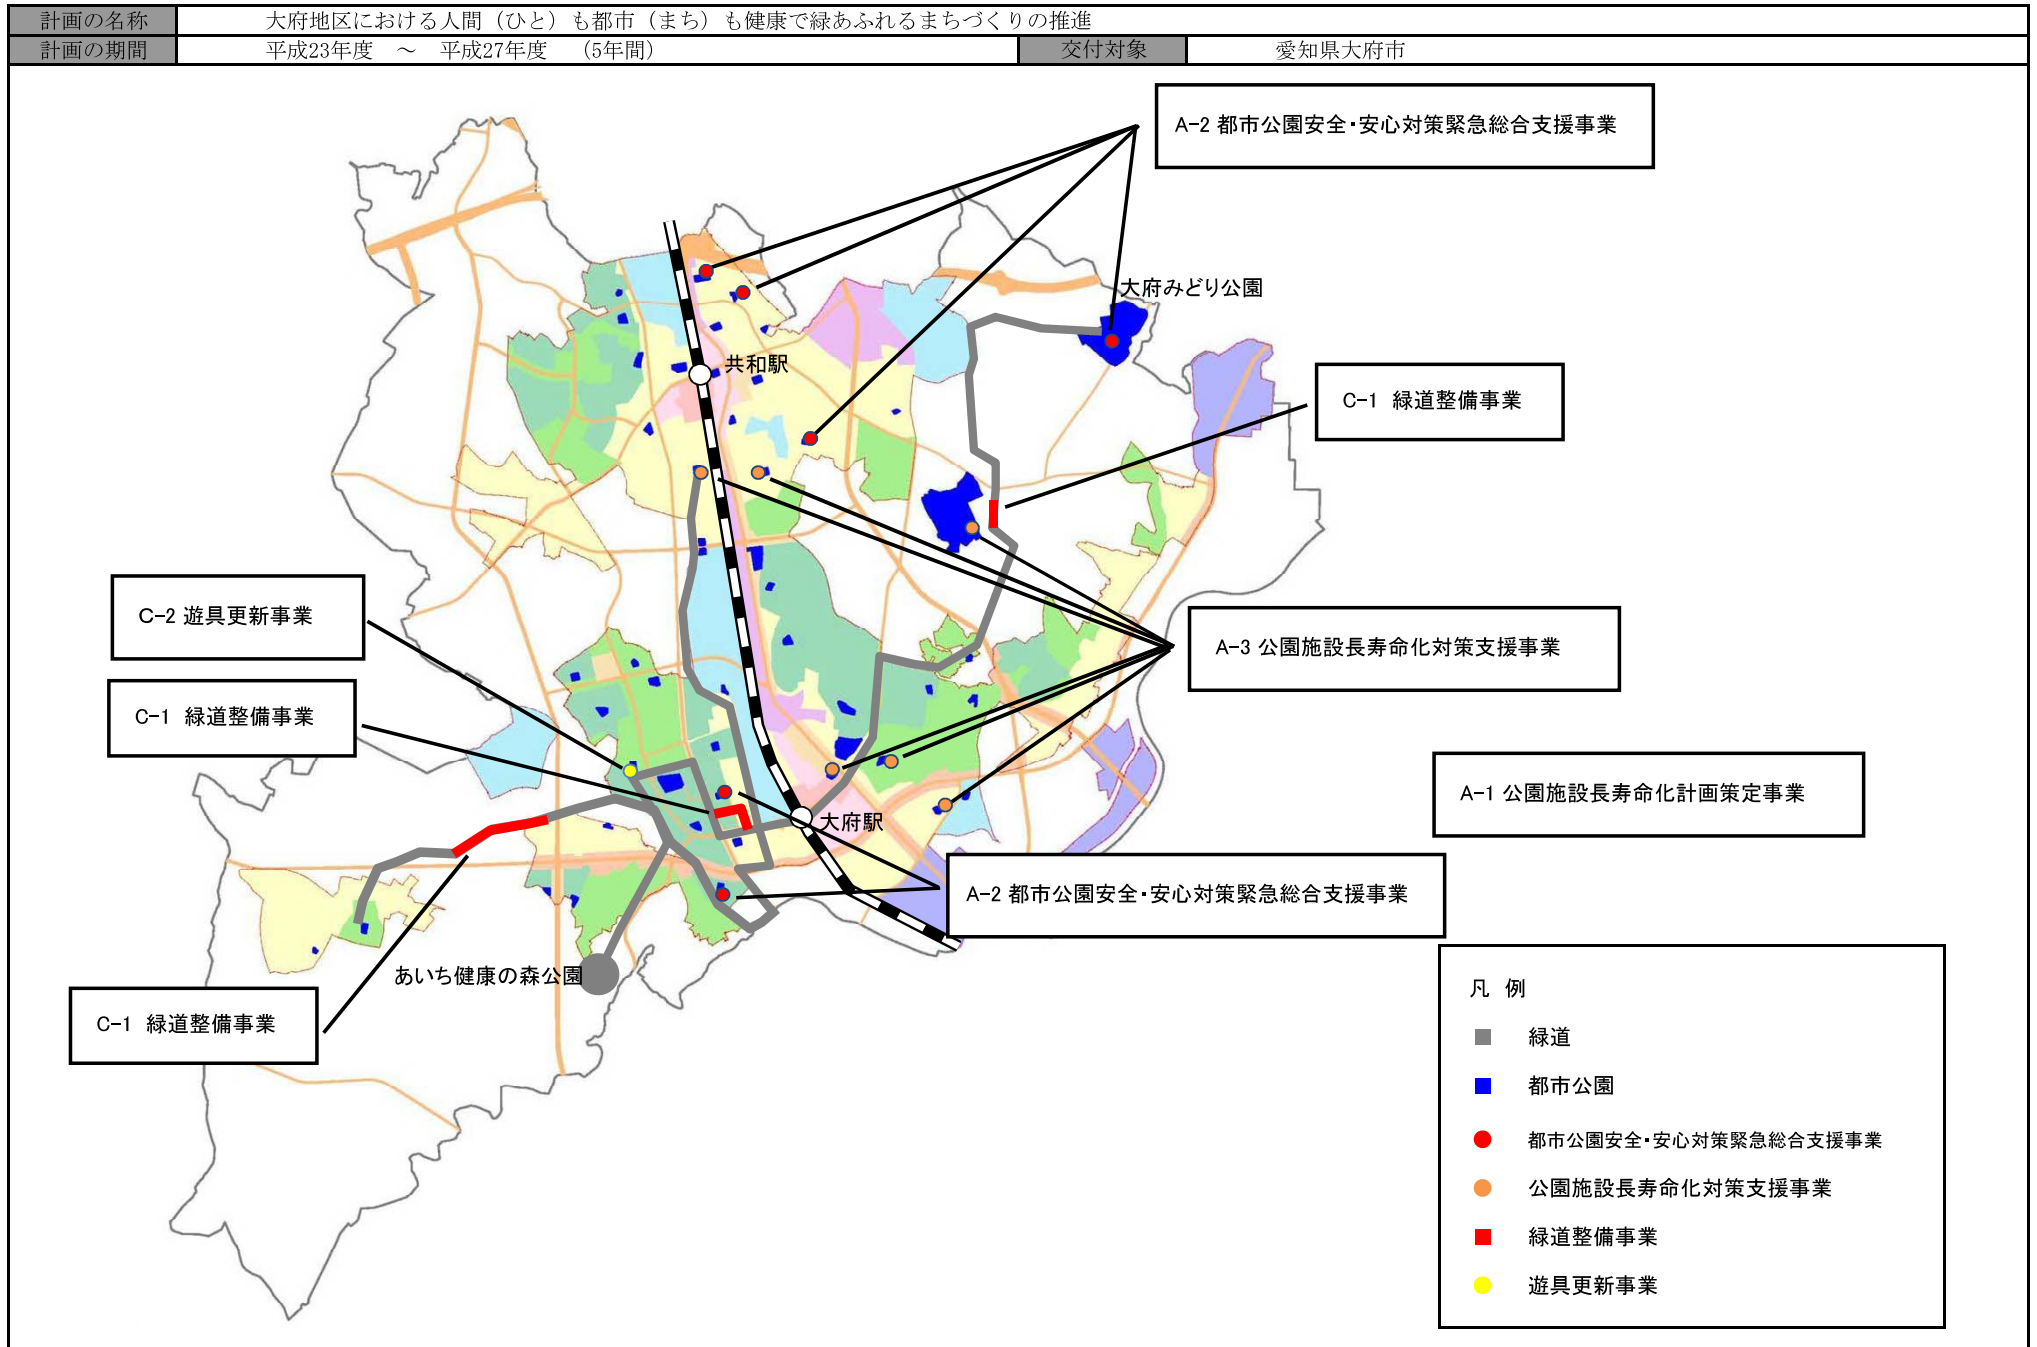 計画の名称 大府地区における人間（ひと）も都市（まち）も健康で緑あふれるまちづくりの推進
計画の期間 平成23年度　～　平成27年度　（5年間） 交付対象 愛知県大府市
A-2 都市公園安全・安心対策緊急総合支援事業
大府みどり公園
共和駅
C-1 緑道整備事業
C-2 遊具更新事業
A-3 公園施設長寿命化対策支援事業
C-1 緑道整備事業
A-1 公園施設長寿命化計画策定事業
大府駅
A-2 都市公園安全・安心対策緊急総合支援事業
あいち健康の森公園
C-1 緑道整備事業
凡 例
緑道
都市公園
都市公園安全・安心対策緊急総合支援事業
公園施設長寿命化対策支援事業
緑道整備事業
遊具更新事業